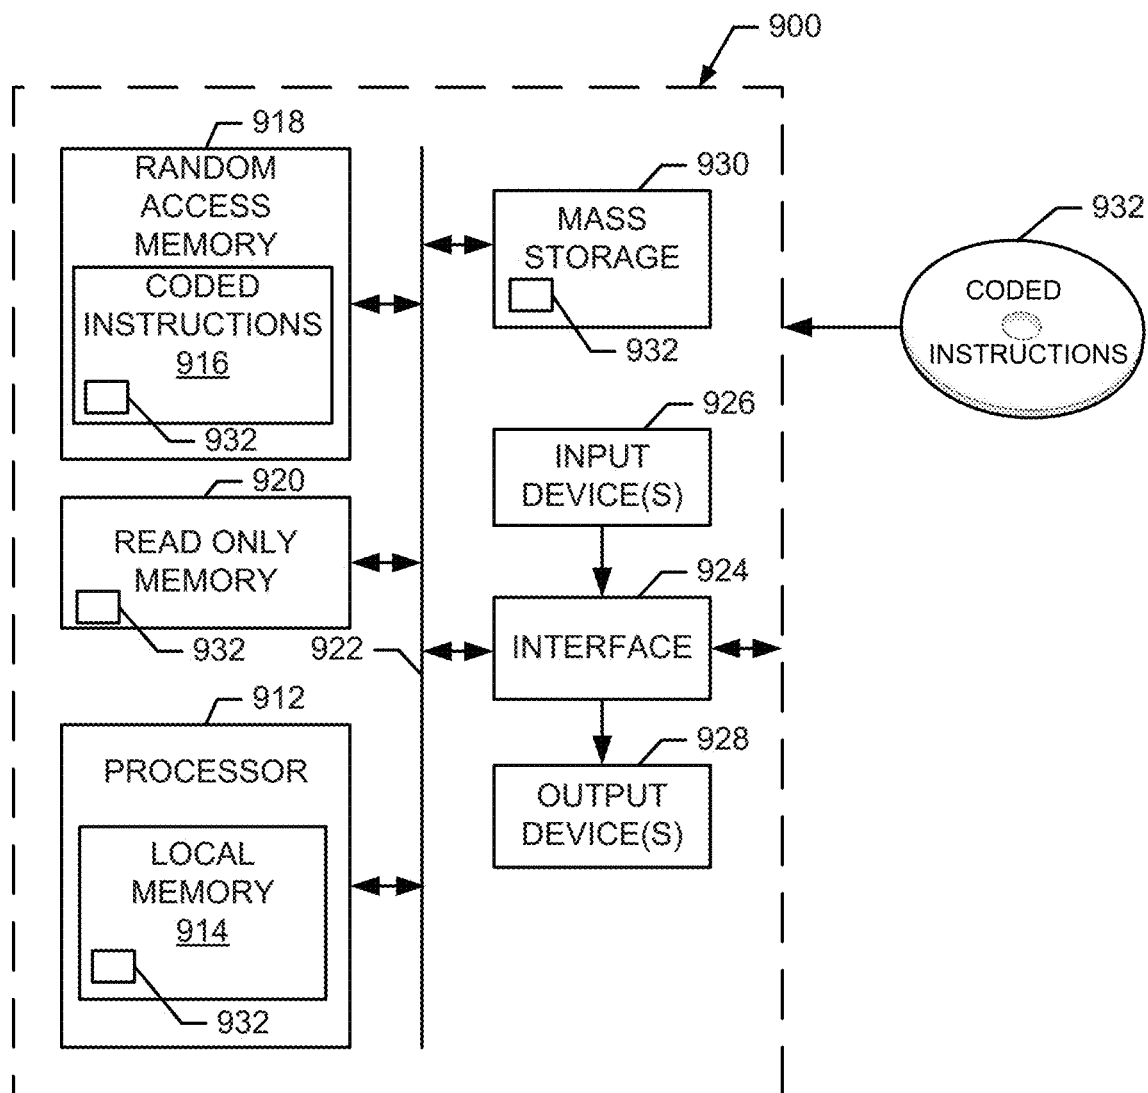 900
918
RANDOM
ACCESS
MEMORY
CODED
INSTRUCTIONS
916
932
930
MASS
STORAGE
932
932
CODED
INSTRUCTIONS
920
READ ONLY
MEMORY
932
922
926
INPUT
DEVICE(S)
924
INTERFACE
912
PROCESSOR
LOCAL
MEMORY
914
932
928
OUTPUT
DEVICE(S)